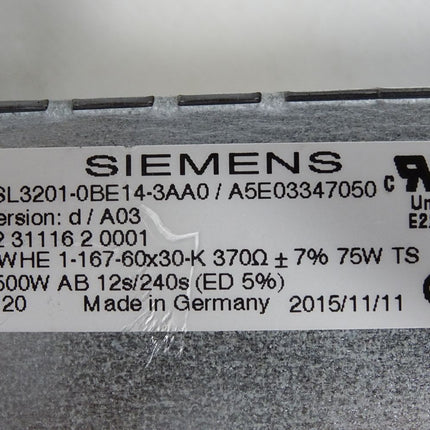 SIEMENS
SL3201-0BE14-3AA0 / A5E03347050 c
ersion: d / A03
2 31116 2 0001
WHE 1-167-60x30-K 370Ω ± 7% 75W TS
500W AB 12s/240s (ED 5%)
20 Made in Germany 2015/11/11